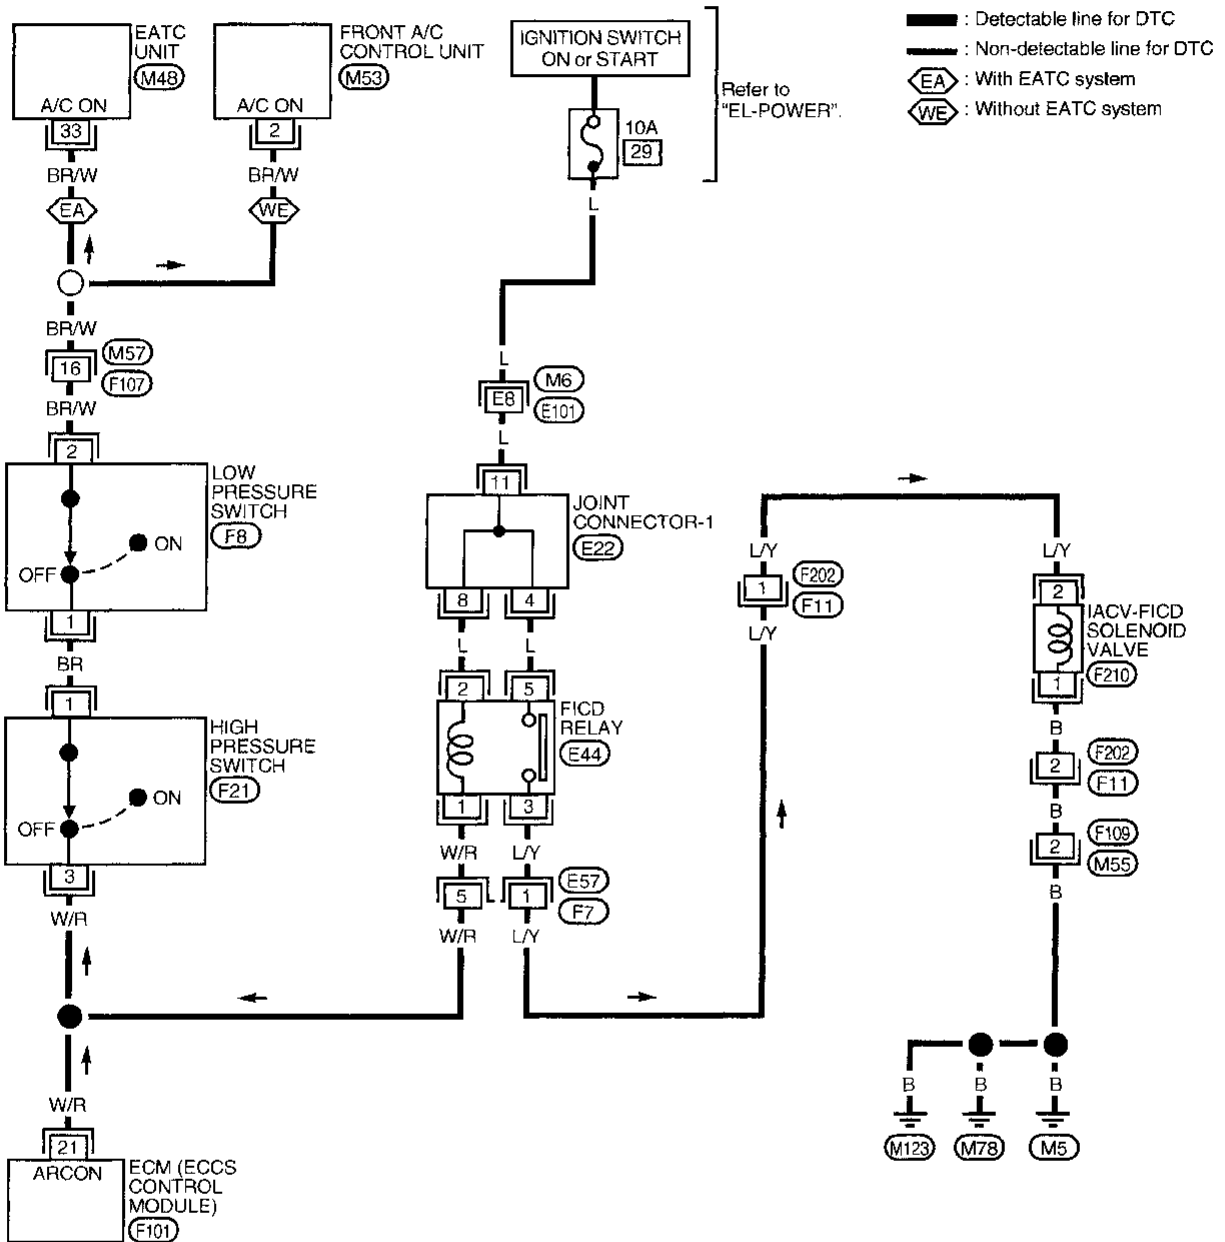 EATC
UNIT
M48
A/C ON
33
BR/W
EA
FRONT A/C
CONTROL UNIT
M53
A/C ON
2
BR/W
WE
IGNITION SWITCH
ON or START
10A
29
L
Refer to
"EL-POWER".
: Detectable line for DTC
: Non-detectable line for DTC
EA : With EATC system
WE : Without EATC system
BR/W
16
M57
F107
BR/W
2
LOW
PRESSURE
SWITCH
F8
ON
OFF
1
BR
1
HIGH
PRESSURE
SWITCH
F21
ON
OFF
3
W/R
W/R
21
ARCON
ECM (ECCS
CONTROL
MODULE)
F101
L
E8
M6
E101
L
11
JOINT
CONNECTOR-1
E22
8 4
L L
2 5
FICD
RELAY
E44
1 3
W/R L/Y
5 1
E57
F7
W/R L/Y
L/Y
1
F202
F11
L/Y
L/Y
2
IACV-FICD
SOLENOID
VALVE
F210
1
B
2
F202
F11
B
2
F109
M55
B
B B B
M123 M78 M5